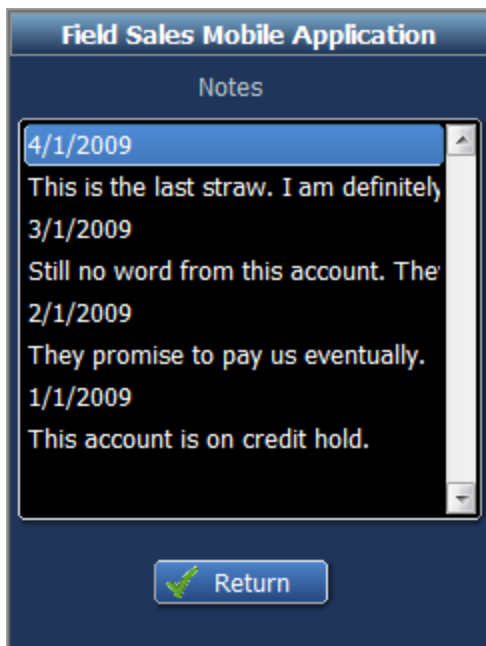 Field Sales Mobile Application
Notes
4/1/2009
This is the last straw. I am definitely
3/1/2009
Still no word from this account. The
2/1/2009
They promise to pay us eventually.
1/1/2009
This account is on credit hold.
Return